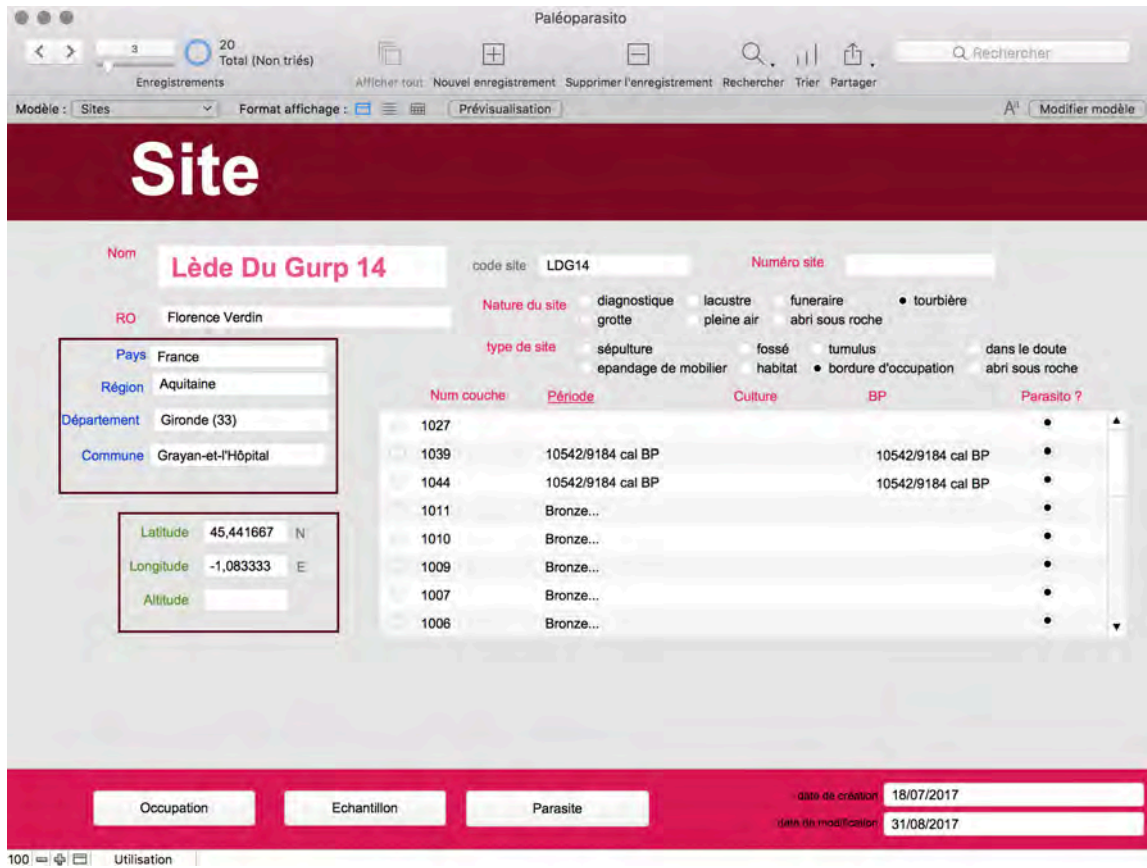 Paléoparasito
3
20
Total (Non triés)
Enregistrements
Afficher tout Nouvel enregistrement Supprimer l'enregistrement Rechercher Trier Partager
Rechercher
Modèle : Sites Format affichage : Prévisualisation Modifier modèle
Site
Nom Lède Du Gurp 14 code site LDG14 Numéro site
RO Florence Verdin
Nature du site diagnostique lacustre funeraire • tourbière
grotte pleine air abri sous roche
type de site sépulture fossé tumulus dans le doute
epandage de mobilier habitat • bordure d'occupation abri sous roche
Pays France
Région Aquitaine
Département Gironde (33)
Commune Grayan-et-l'Hôpital
Latitude 45,441667 N
Longitude -1,083333 E
Altitude
Num couche Période Culture BP Parasito ?
1027 •
1039 10542/9184 cal BP 10542/9184 cal BP •
1044 10542/9184 cal BP 10542/9184 cal BP •
1011 Bronze... •
1010 Bronze... •
1009 Bronze... •
1007 Bronze... •
1006 Bronze... •
Occupation Echantillon Parasite
date de création 18/07/2017
date de modification 31/08/2017
100 Utilisation